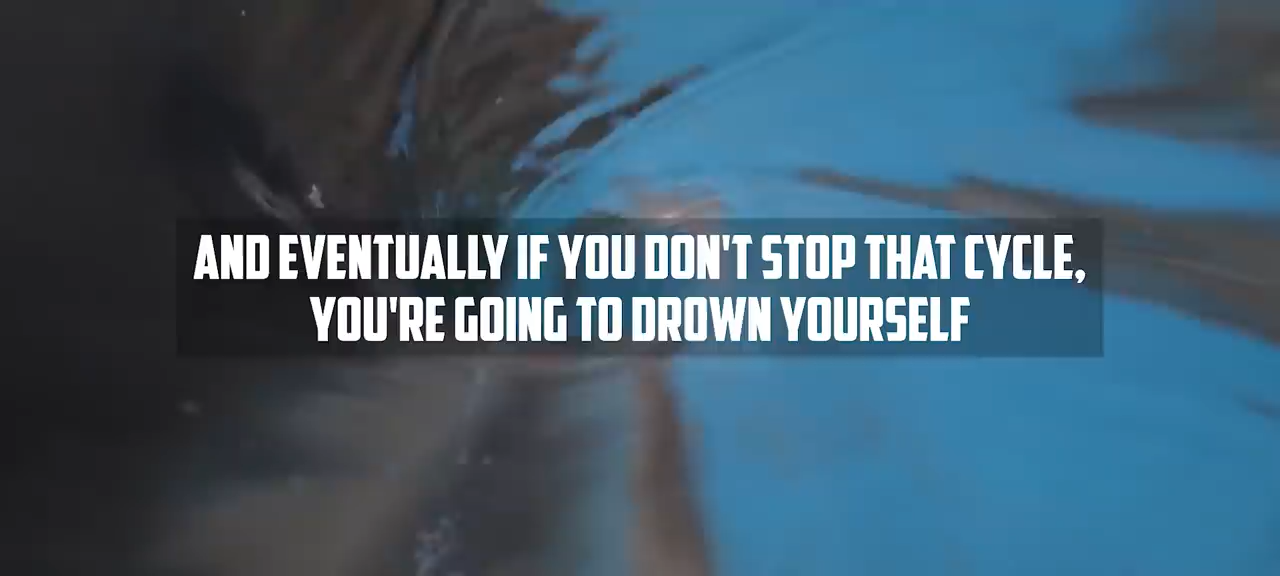 AND EVENTUALLY IF YOU DON'T STOP THAT CYCLE,
YOU'RE GOING TO DROWN YOURSELF